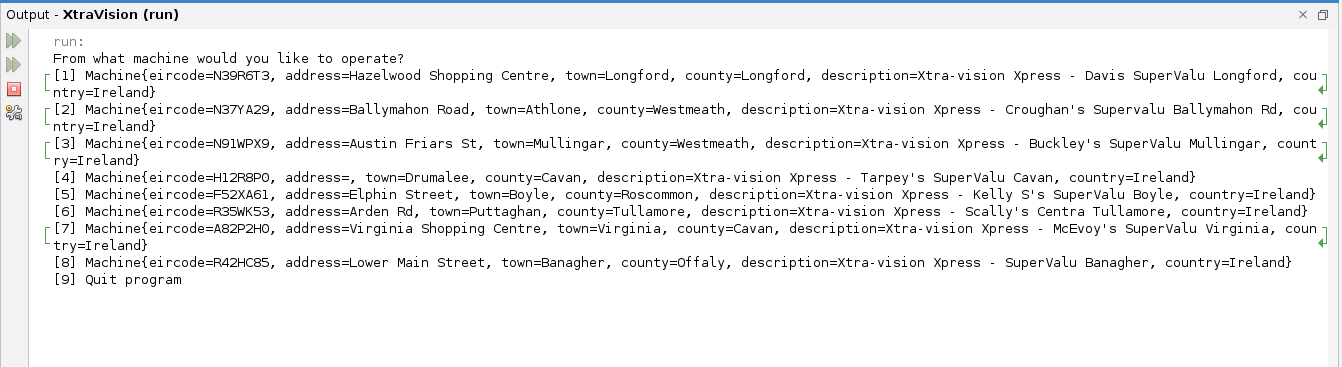 Output - XtraVision (run)
run:
From what machine would you like to operate?
[1] Machine{eircode=N39R6T3, address=Hazelwood Shopping Centre, town=Longford, county=Longford, description=Xtra-vision Xpress - Davis SuperValu Longford, cou
ntry=Ireland}
[2] Machine{eircode=N37YA29, address=Ballymahon Road, town=Athlone, county=Westmeath, description=Xtra-vision Xpress - Croughan's Supervalu Ballymahon Rd, cou
ntry=Ireland}
[3] Machine{eircode=N91WPX9, address=Austin Friars St, town=Mullingar, county=Westmeath, description=Xtra-vision Xpress - Buckley's SuperValu Mullingar, count
ry=Ireland}
[4] Machine{eircode=H12R8P0, address=, town=Drumalee, county=Cavan, description=Xtra-vision Xpress - Tarpey's SuperValu Cavan, country=Ireland}
[5] Machine{eircode=F52XA61, address=Elphin Street, town=Boyle, county=Roscommon, description=Xtra-vision Xpress - Kelly S's SuperValu Boyle, country=Ireland}
[6] Machine{eircode=R35WK53, address=Arden Rd, town=Puttaghan, county=Tullamore, description=Xtra-vision Xpress - Scally's Centra Tullamore, country=Ireland}
[7] Machine{eircode=A82P2H0, address=Virginia Shopping Centre, town=Virginia, county=Cavan, description=Xtra-vision Xpress - McEvoy's SuperValu Virginia, coun
try=Ireland}
[8] Machine{eircode=R42HC85, address=Lower Main Street, town=Banagher, county=Offaly, description=Xtra-vision Xpress - SuperValu Banagher, country=Ireland}
[9] Quit program